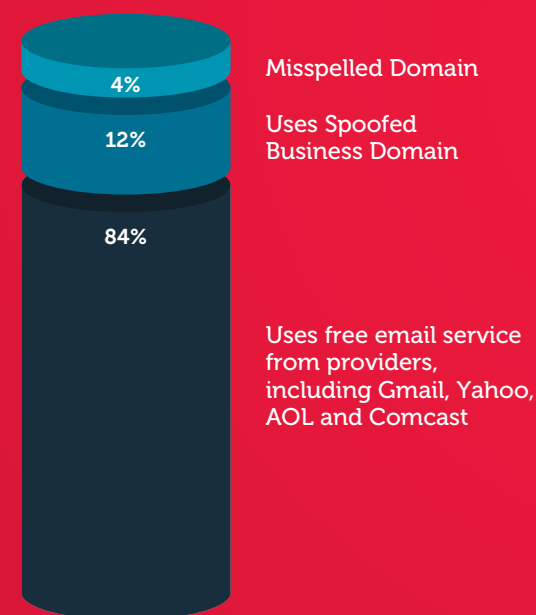 4%
Misspelled Domain
12%
Uses Spoofed
Business Domain
84%
Uses free email service
from providers,
including Gmail, Yahoo,
AOL and Comcast